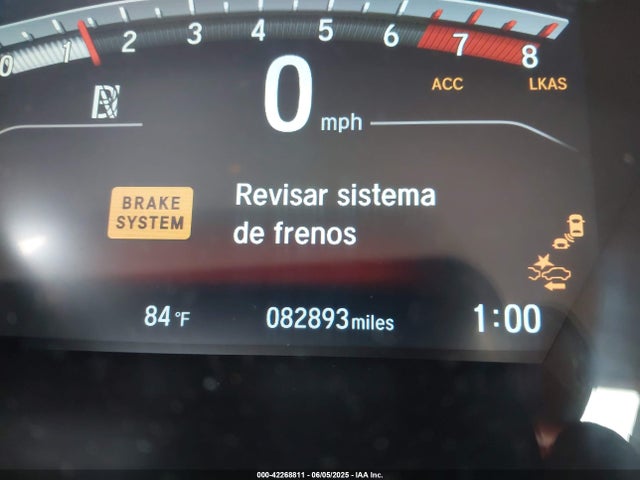 0 1 2 3 4 5 6 7 8
ACC LKAS
0 mph
BRAKE
SYSTEM
Revisar sistema
de frenos
84 °F 082893 miles 1:00
000-42268811 - 06/05/2025 - IAA Inc.